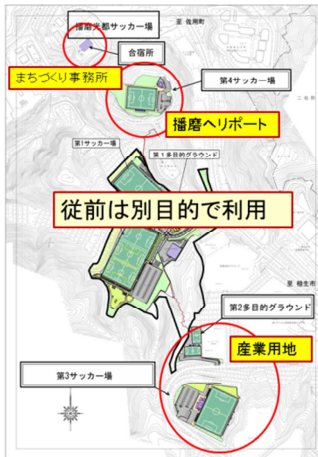 播磨光都サッカー場
至 佐用町
合宿所
まちづくり事務所
第4サッカー場
播磨ヘリポート
第1サッカー場
第1多目的グラウンド
従前は別目的で利用
至 相生市
第2多目的グラウンド
産業用地
第3サッカー場